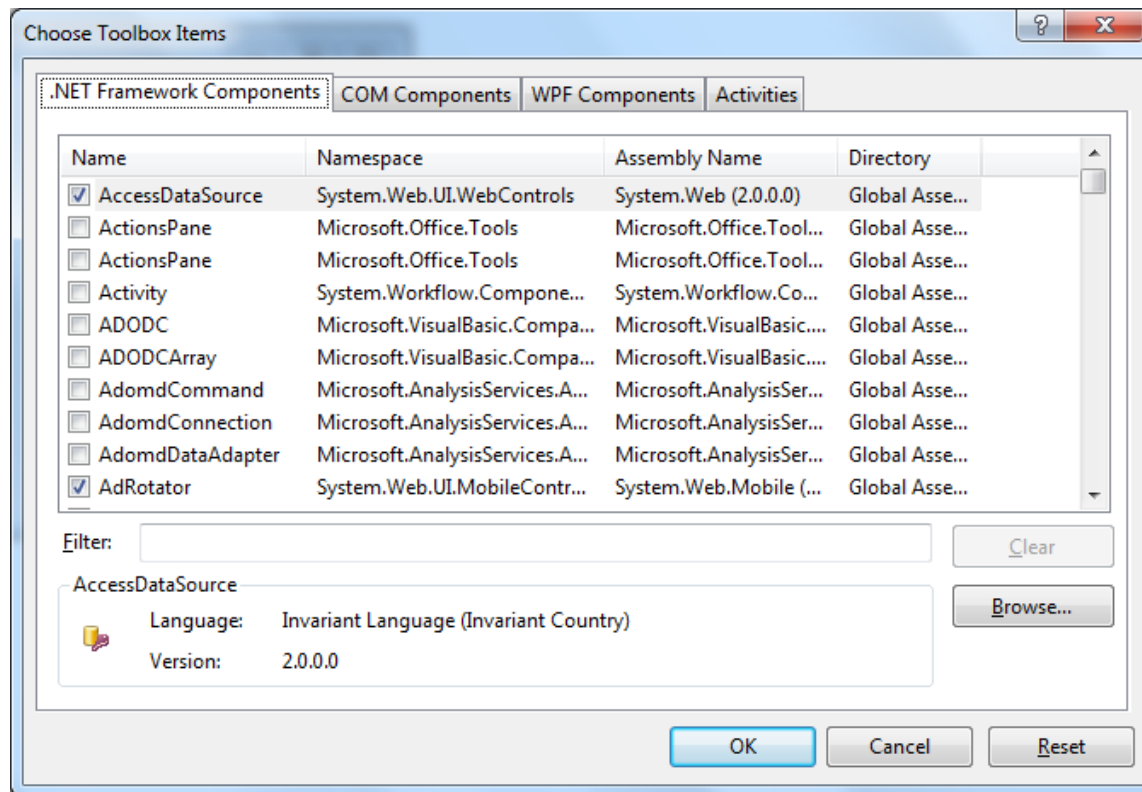 Choose Toolbox Items
.NET Framework Components COM Components WPF Components Activities
Name Namespace Assembly Name Directory
AccessDataSource System.Web.UI.WebControls System.Web (2.0.0.0) Global Asse...
ActionsPane Microsoft.Office.Tools Microsoft.Office.Tool... Global Asse...
ActionsPane Microsoft.Office.Tools Microsoft.Office.Tool... Global Asse...
Activity System.Workflow.Compone... System.Workflow.Co... Global Asse...
ADODC Microsoft.VisualBasic.Compa... Microsoft.VisualBasic.... Global Asse...
ADODCArray Microsoft.VisualBasic.Compa... Microsoft.VisualBasic.... Global Asse...
AdomdCommand Microsoft.AnalysisServices.A... Microsoft.AnalysisSer... Global Asse...
AdomdConnection Microsoft.AnalysisServices.A... Microsoft.AnalysisSer... Global Asse...
AdomdDataAdapter Microsoft.AnalysisServices.A... Microsoft.AnalysisSer... Global Asse...
AdRotator System.Web.UI.MobileContr... System.Web.Mobile (... Global Asse...
Filter: Clear
AccessDataSource
Browse...
Language: Invariant Language (Invariant Country)
Version: 2.0.0.0
OK Cancel Reset